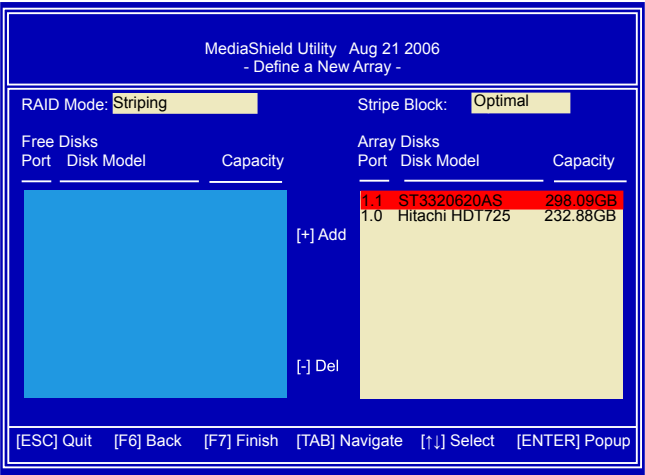 MediaShield Utility Aug 21 2006
- Define a New Array -
RAID Mode: Striping Stripe Block: Optimal
Free Disks Array Disks
Port Disk Model Capacity Port Disk Model Capacity
1.1 ST3320620AS 298.09GB
1.0 Hitachi HDT725 232.88GB
[+] Add
[-] Del
[ESC] Quit [F6] Back [F7] Finish [TAB] Navigate [↑↓] Select [ENTER] Popup